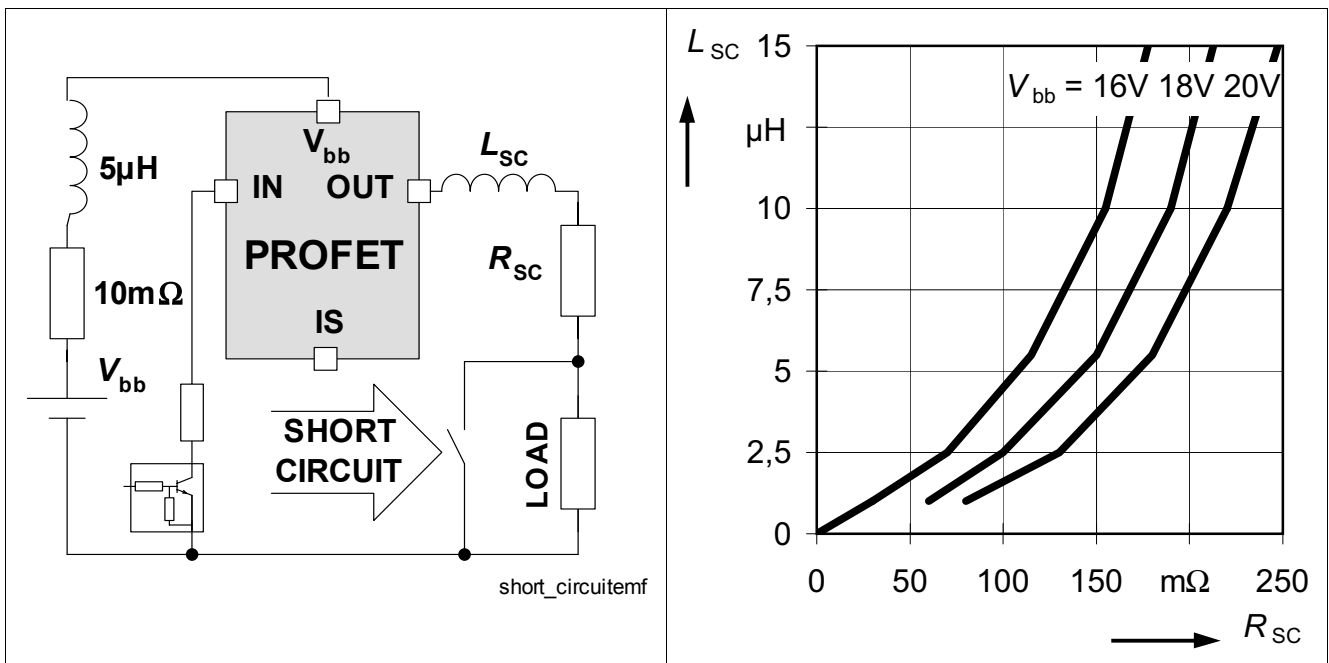 5µH
10mΩ
V bb
V bb
IN OUT
PROFET
IS
L SC
R SC
SHORT
CIRCUIT
LOAD
short_circuitemf
L SC
15
µH
10
7,5
5
2,5
0
V bb = 16V 18V 20V
0 50 100 150 mΩ 250
R SC